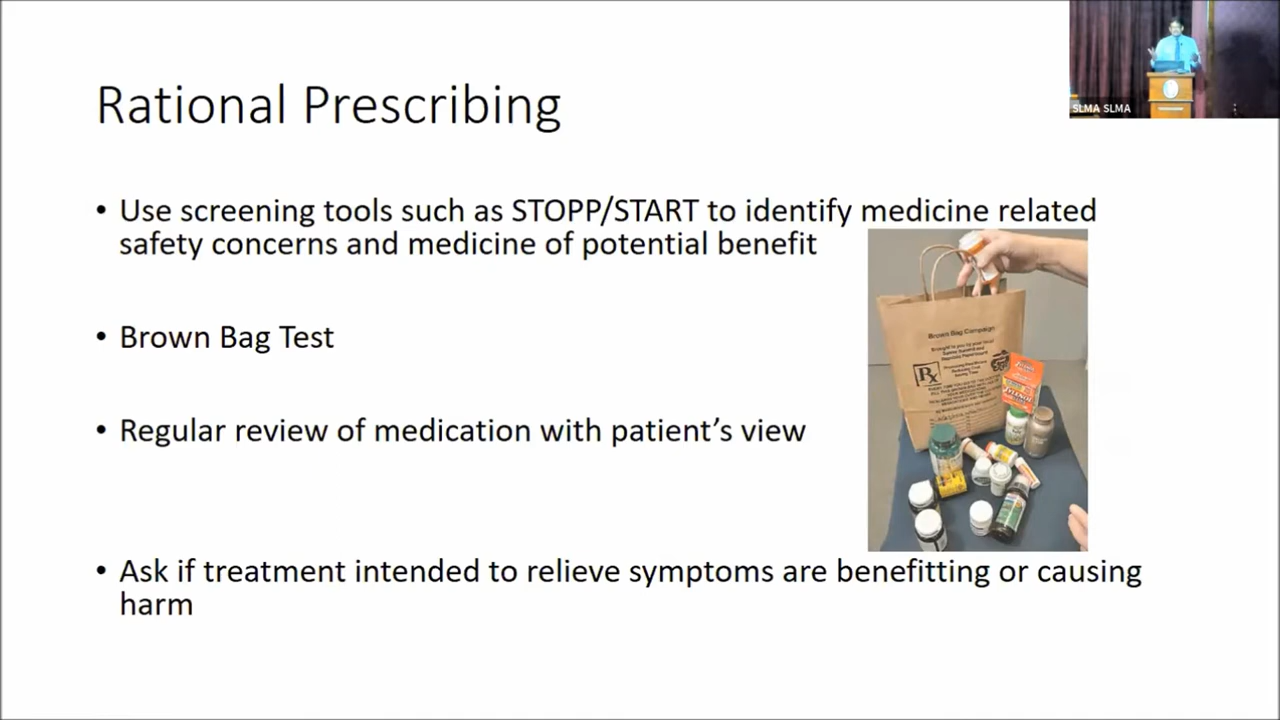 SLMA SLMA
Rational Prescribing
• Use screening tools such as STOPP/START to identify medicine related
safety concerns and medicine of potential benefit
• Brown Bag Test
• Regular review of medication with patient’s view
• Ask if treatment intended to relieve symptoms are benefitting or causing
harm
Brown Bag Campaign
Rx